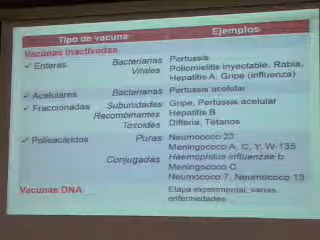 Tipo de vacuna Ejemplos
Vacunas inactivadas
✓ Enteras Bacterianas Pertussis
Virales Poliomielitis inyectable, Rabia,
Hepatitis A, Gripe (influenza)
✓ Acelulares Bacterianas Pertussis acelular
✓ Fraccionadas Subunidades Gripe, Pertussis acelular
Recombinantes Hepatitis B
Toxoides Difteria, Tétanos
✓ Polisacáridos Puras Neumococo 23
Meningococo A, C, Y, W-135
Conjugadas Haemophilus influenzae b
Meningococo C
Neumococo 7, Neumococo 13
Vacunas DNA Etapa experimental: varias
enfermedades